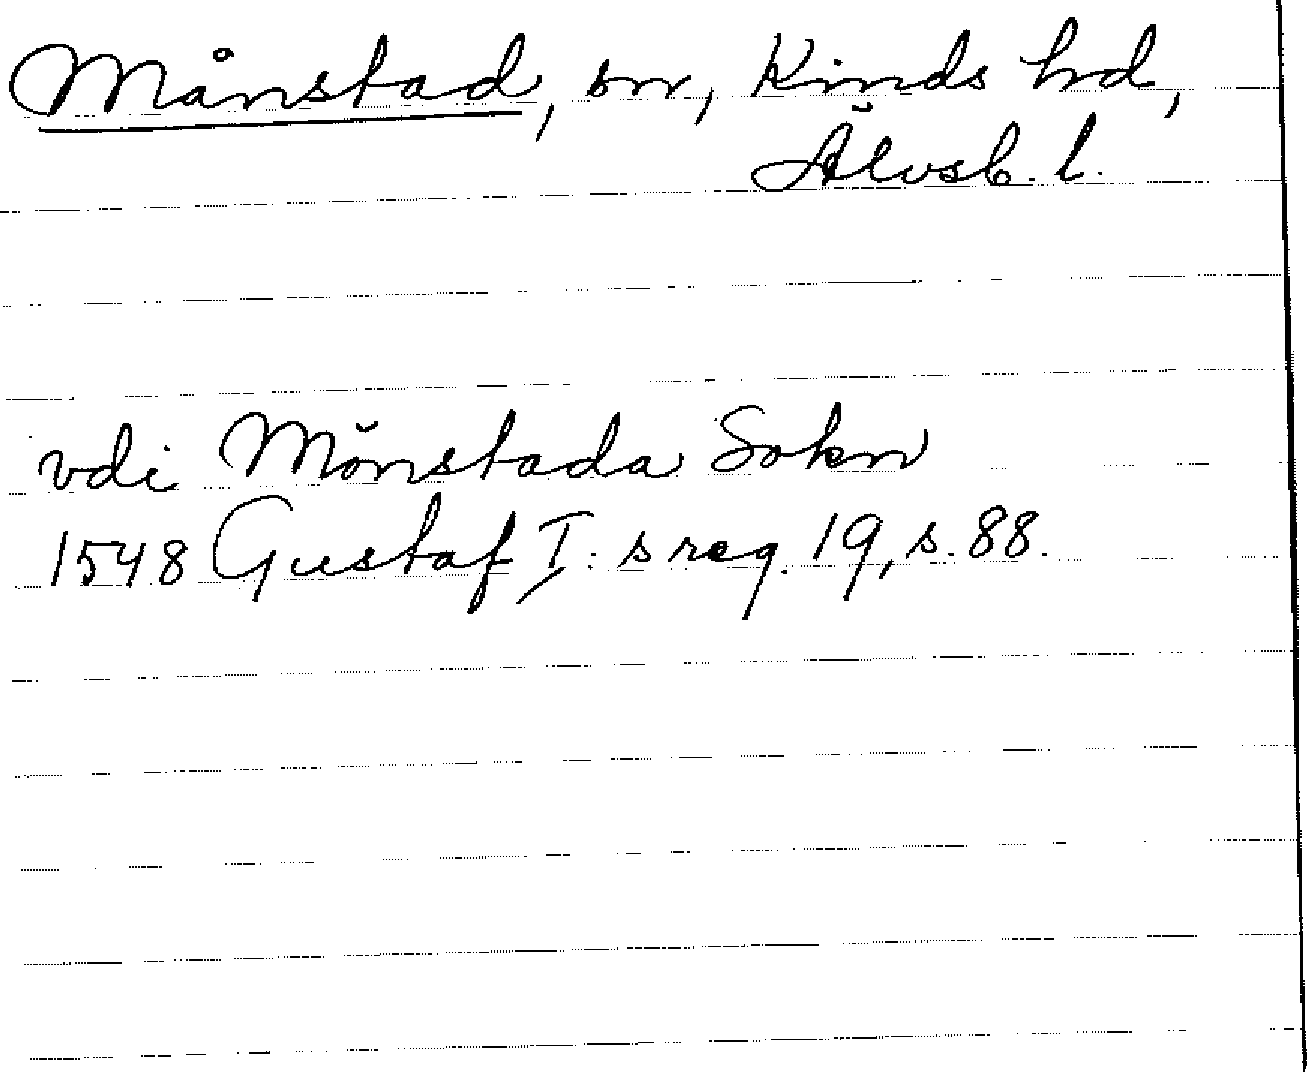 Månstad, sn, Kinds hd,
Älvsb. l.
vdi Mönstada Sokn
1548 Gustaf I: s reg. 19, s. 88.